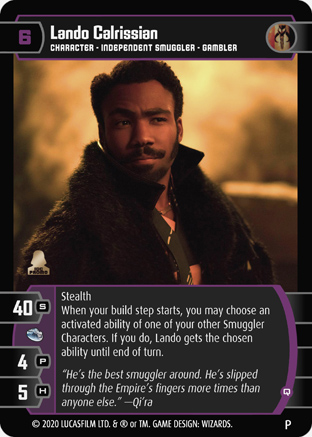 6
Lando Calrissian
CHARACTER - INDEPENDENT SMUGGLER - GAMBLER
40 S
4 P
5 H
Stealth
When your build step starts, you may choose an
activated ability of one of your other Smuggler
Characters. If you do, Lando gets the chosen
ability until end of turn.
"He's the best smuggler around. He's slipped
through the Empire's fingers more times than
anyone else." —Qi'ra
© 2020 LUCASFILM LTD. & ® or TM. GAME DESIGN: WIZARDS.
P